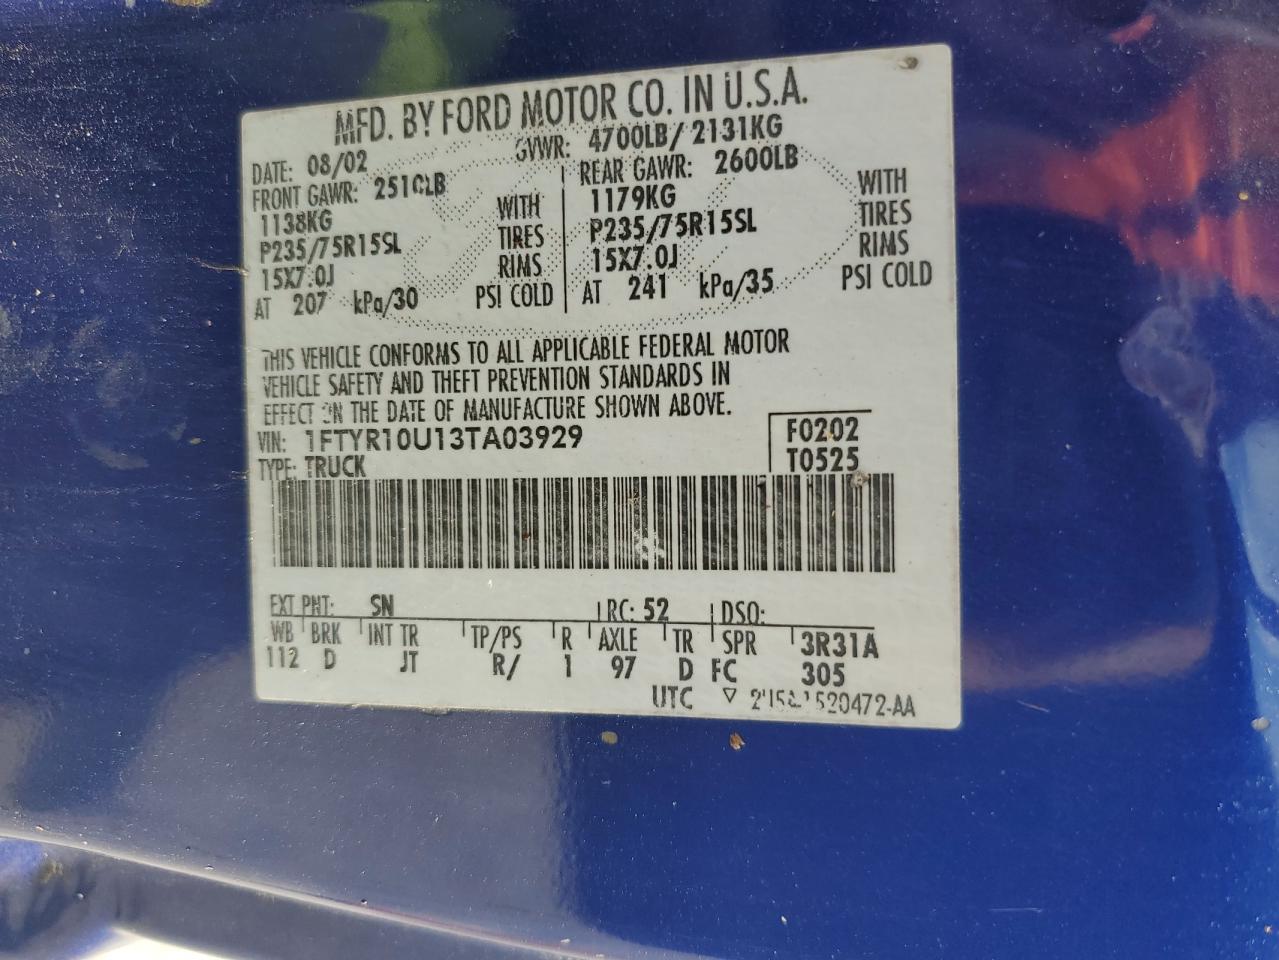 MFD. BY FORD MOTOR CO. IN U.S.A.
DATE: 08/02 GVWR: 4700LB/ 2131KG
FRONT GAWR: 2510LB REAR GAWR: 2600LB
1138KG WITH 1179KG WITH
P235/75R15SL TIRES P235/75R15SL TIRES
15X7.0J RIMS 15X7.0J RIMS
AT 207 kPa/30 PSI COLD AT 241 kPa/35 PSI COLD
THIS VEHICLE CONFORMS TO ALL APPLICABLE FEDERAL MOTOR
VEHICLE SAFETY AND THEFT PREVENTION STANDARDS IN
EFFECT ON THE DATE OF MANUFACTURE SHOWN ABOVE.
VIN: 1FTYR10U13TA03929 F0202
TYPE: TRUCK T0525
EXT PNT: SN RC: 52 DSO:
WB BRK INT TR TP/PS R AXLE TR SPR 3R31A
112 D JT R/ 1 97 D FC 305
UTC ▽